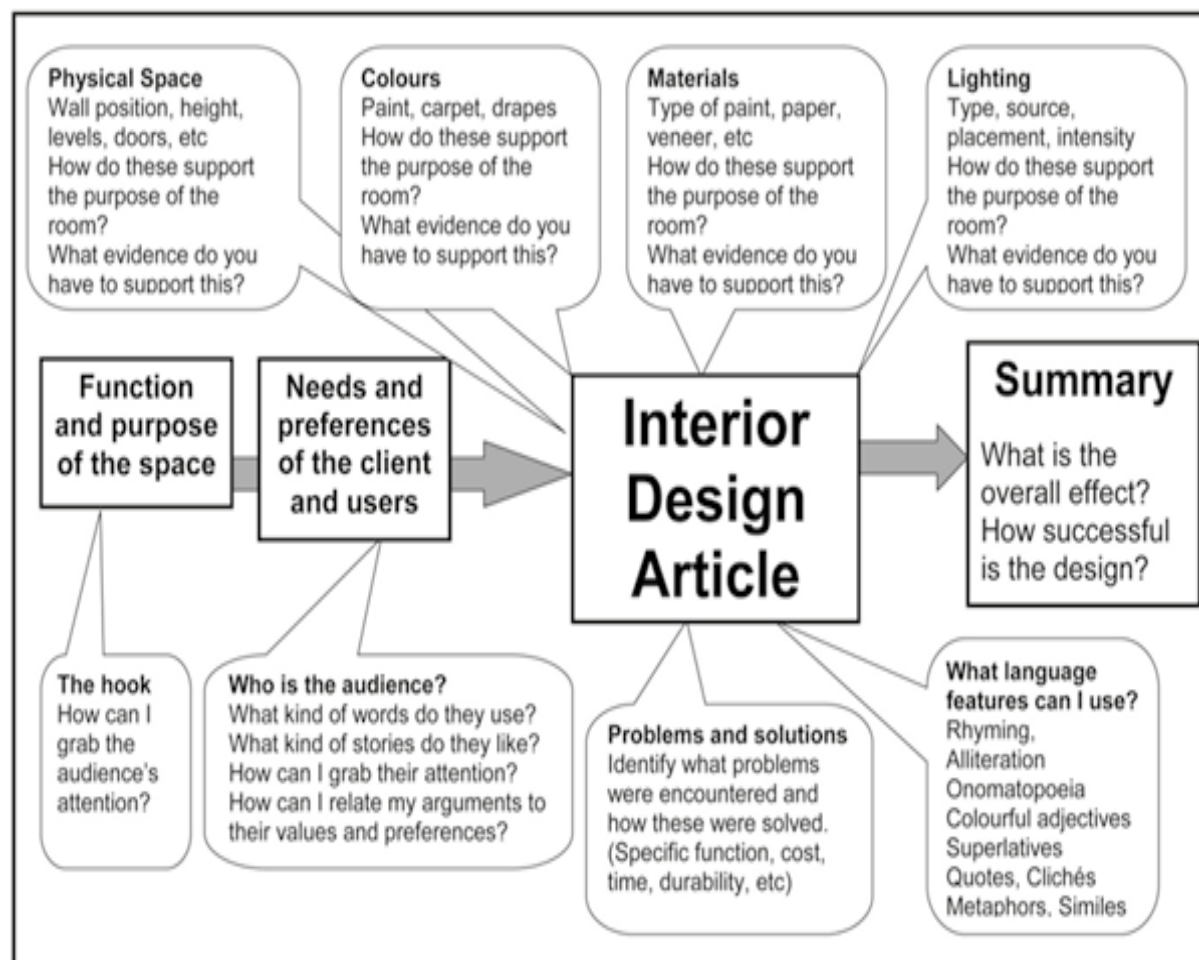 Physical Space
Wall position, height,
levels, doors, etc
How do these support
the purpose of the
room?
What evidence do you
have to support this?
Colours
Paint, carpet, drapes
How do these support
the purpose of the
room?
What evidence do you
have to support this?
Materials
Type of paint, paper,
veneer, etc
How do these support
the purpose of the
room?
What evidence do you
have to support this?
Lighting
Type, source,
placement, intensity
How do these support
the purpose of the
room?
What evidence do you
have to support this?
Function
and purpose
of the space
Needs and
preferences
of the client
and users
Interior
Design
Article
Summary
What is the
overall effect?
How successful
is the design?
The hook
How can I
grab the
audience's
attention?
Who is the audience?
What kind of words do they use?
What kind of stories do they like?
How can I grab their attention?
How can I relate my arguments to
their values and preferences?
Problems and solutions
Identify what problems
were encountered and
how these were solved.
(Specific function, cost,
time, durability, etc)
What language
features can I use?
Rhyming,
Alliteration
Onomatopoeia
Colourful adjectives
Superlatives
Quotes, Clichés
Metaphors, Similes